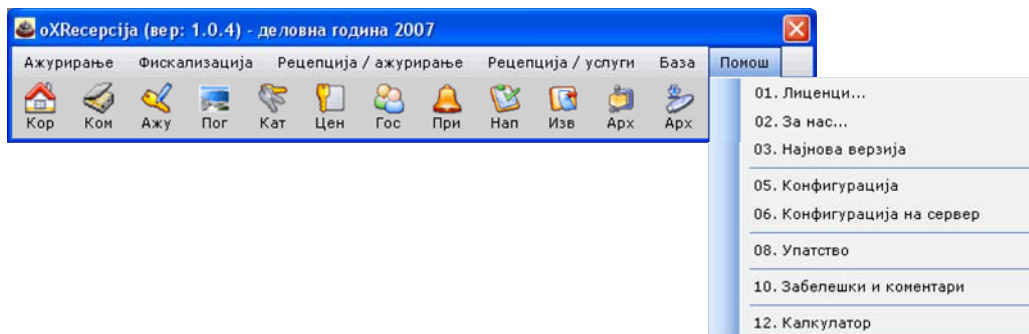 oXRецепција (вер: 1.0.4) - деловна година 2007
Ажурирање Фискализација Рецепција / ажурирање Рецепција / услуги База Помош
Кор Ком Ажу Пог Кат Цен Гос При Нап Изв Арх Арх
01. Лиценци...
02. За нас...
03. Најнова верзија
05. Конфигурација
06. Конфигурација на сервер
08. Упатство
10. Забелешки и коментари
12. Калкулатор